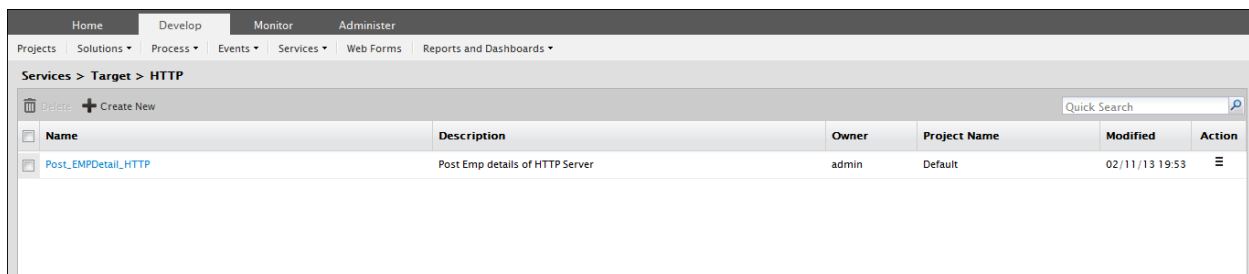 Home Develop Monitor Administer
Projects Solutions Process Events Services Web Forms Reports and Dashboards
Services > Target > HTTP
Delete Create New Quick Search
Name Description Owner Project Name Modified Action
Post_EMPDetail_HTTP Post Emp details of HTTP Server admin Default 02/11/13 19:53